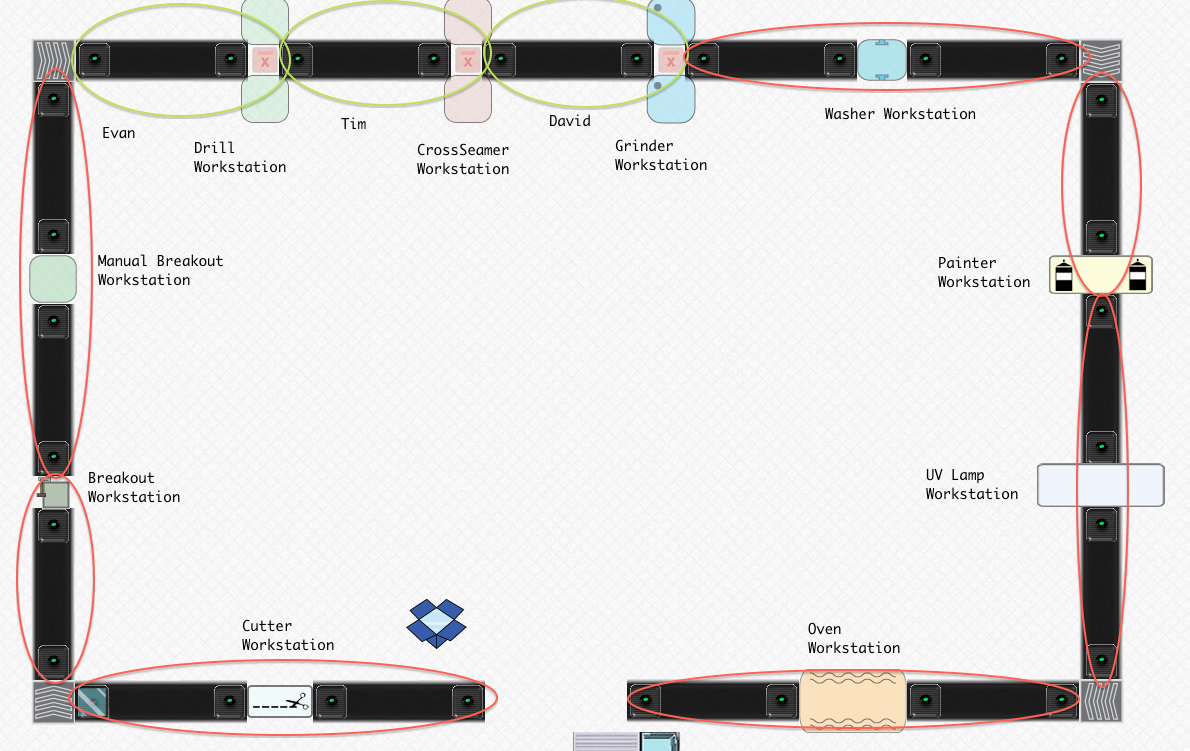 Evan
Tim
David
Washer Workstation
Drill
Workstation
CrossSeamer
Workstation
Grinder
Workstation
x
x
x
Manual Breakout
Workstation
Painter
Workstation
Breakout
Workstation
UV Lamp
Workstation
Cutter
Workstation
Oven
Workstation